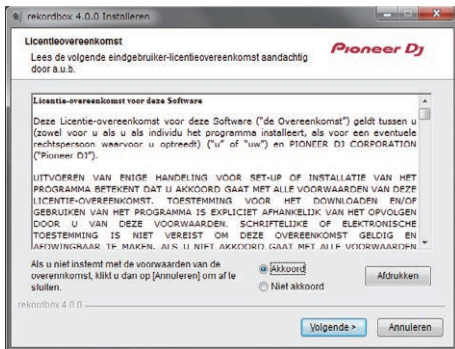 rekordbox 4.0.0 Installeren
Licentieovereenkomst
Lees de volgende eindgebruiker-licentieovereenkomst aandachtig
door a.u.b.
Pioneer Dj
Licentie-overeenkomst voor deze Software
Deze Licentie-overeenkomst voor deze Software ("de Overeenkomst") geldt tussen u
(zowel voor u als u als individu het programma installeert, als voor een eventuele
rechtspersoon waarvoor u optreedt) ("u" of "uw") en PIONEER DJ CORPORATION
("Pioneer DJ").
UITVOEREN VAN ENIGE HANDELING VOOR SET-UP OF INSTALLATIE VAN HET
PROGRAMMA BETEKENT DAT U AKKOORD GAAT MET ALLE VOORWAARDEN VAN DEZE
LICENTIE-OVEREENKOMST. TOESTEMMING VOOR HET DOWNLOADEN EN/OF
GEBRUIKEN VAN HET PROGRAMMA IS EXPLICIET AFHANKELIJK VAN HET OPVOLGEN
DOOR U VAN DEZE VOORWAARDEN. SCHRIFTELIJKE OF ELEKTRONISCHE
TOESTEMMING IS NIET VEREIST OM DEZE OVEREENKOMST GELDIG EN
AFDWINGBAAR TE MAKEN. ALS U NIET AKKOORD GAAT MET ALLE VOORWAARDEN
Als u niet instemt met de voorwaarden van de
overennkomst, klikt u dan op [Annuleren] om af te
sluiten.
Akkoord
Niet akkoord
Afdrukken
rekordbox 4.0.0
Volgende >
Annuleren